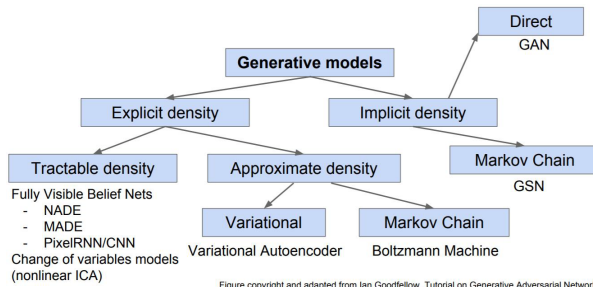 Direct
GAN
Generative models
Explicit density
Implicit density
Tractable density
Approximate density
Markov Chain
GSN
Fully Visible Belief Nets
- NADE
- MADE
- PixelRNN/CNN
Change of variables models
(nonlinear ICA)
Variational
Markov Chain
Variational Autoencoder
Boltzmann Machine
Figure copyright and adapted from Ian Goodfellow, Tutorial on Generative Adversarial